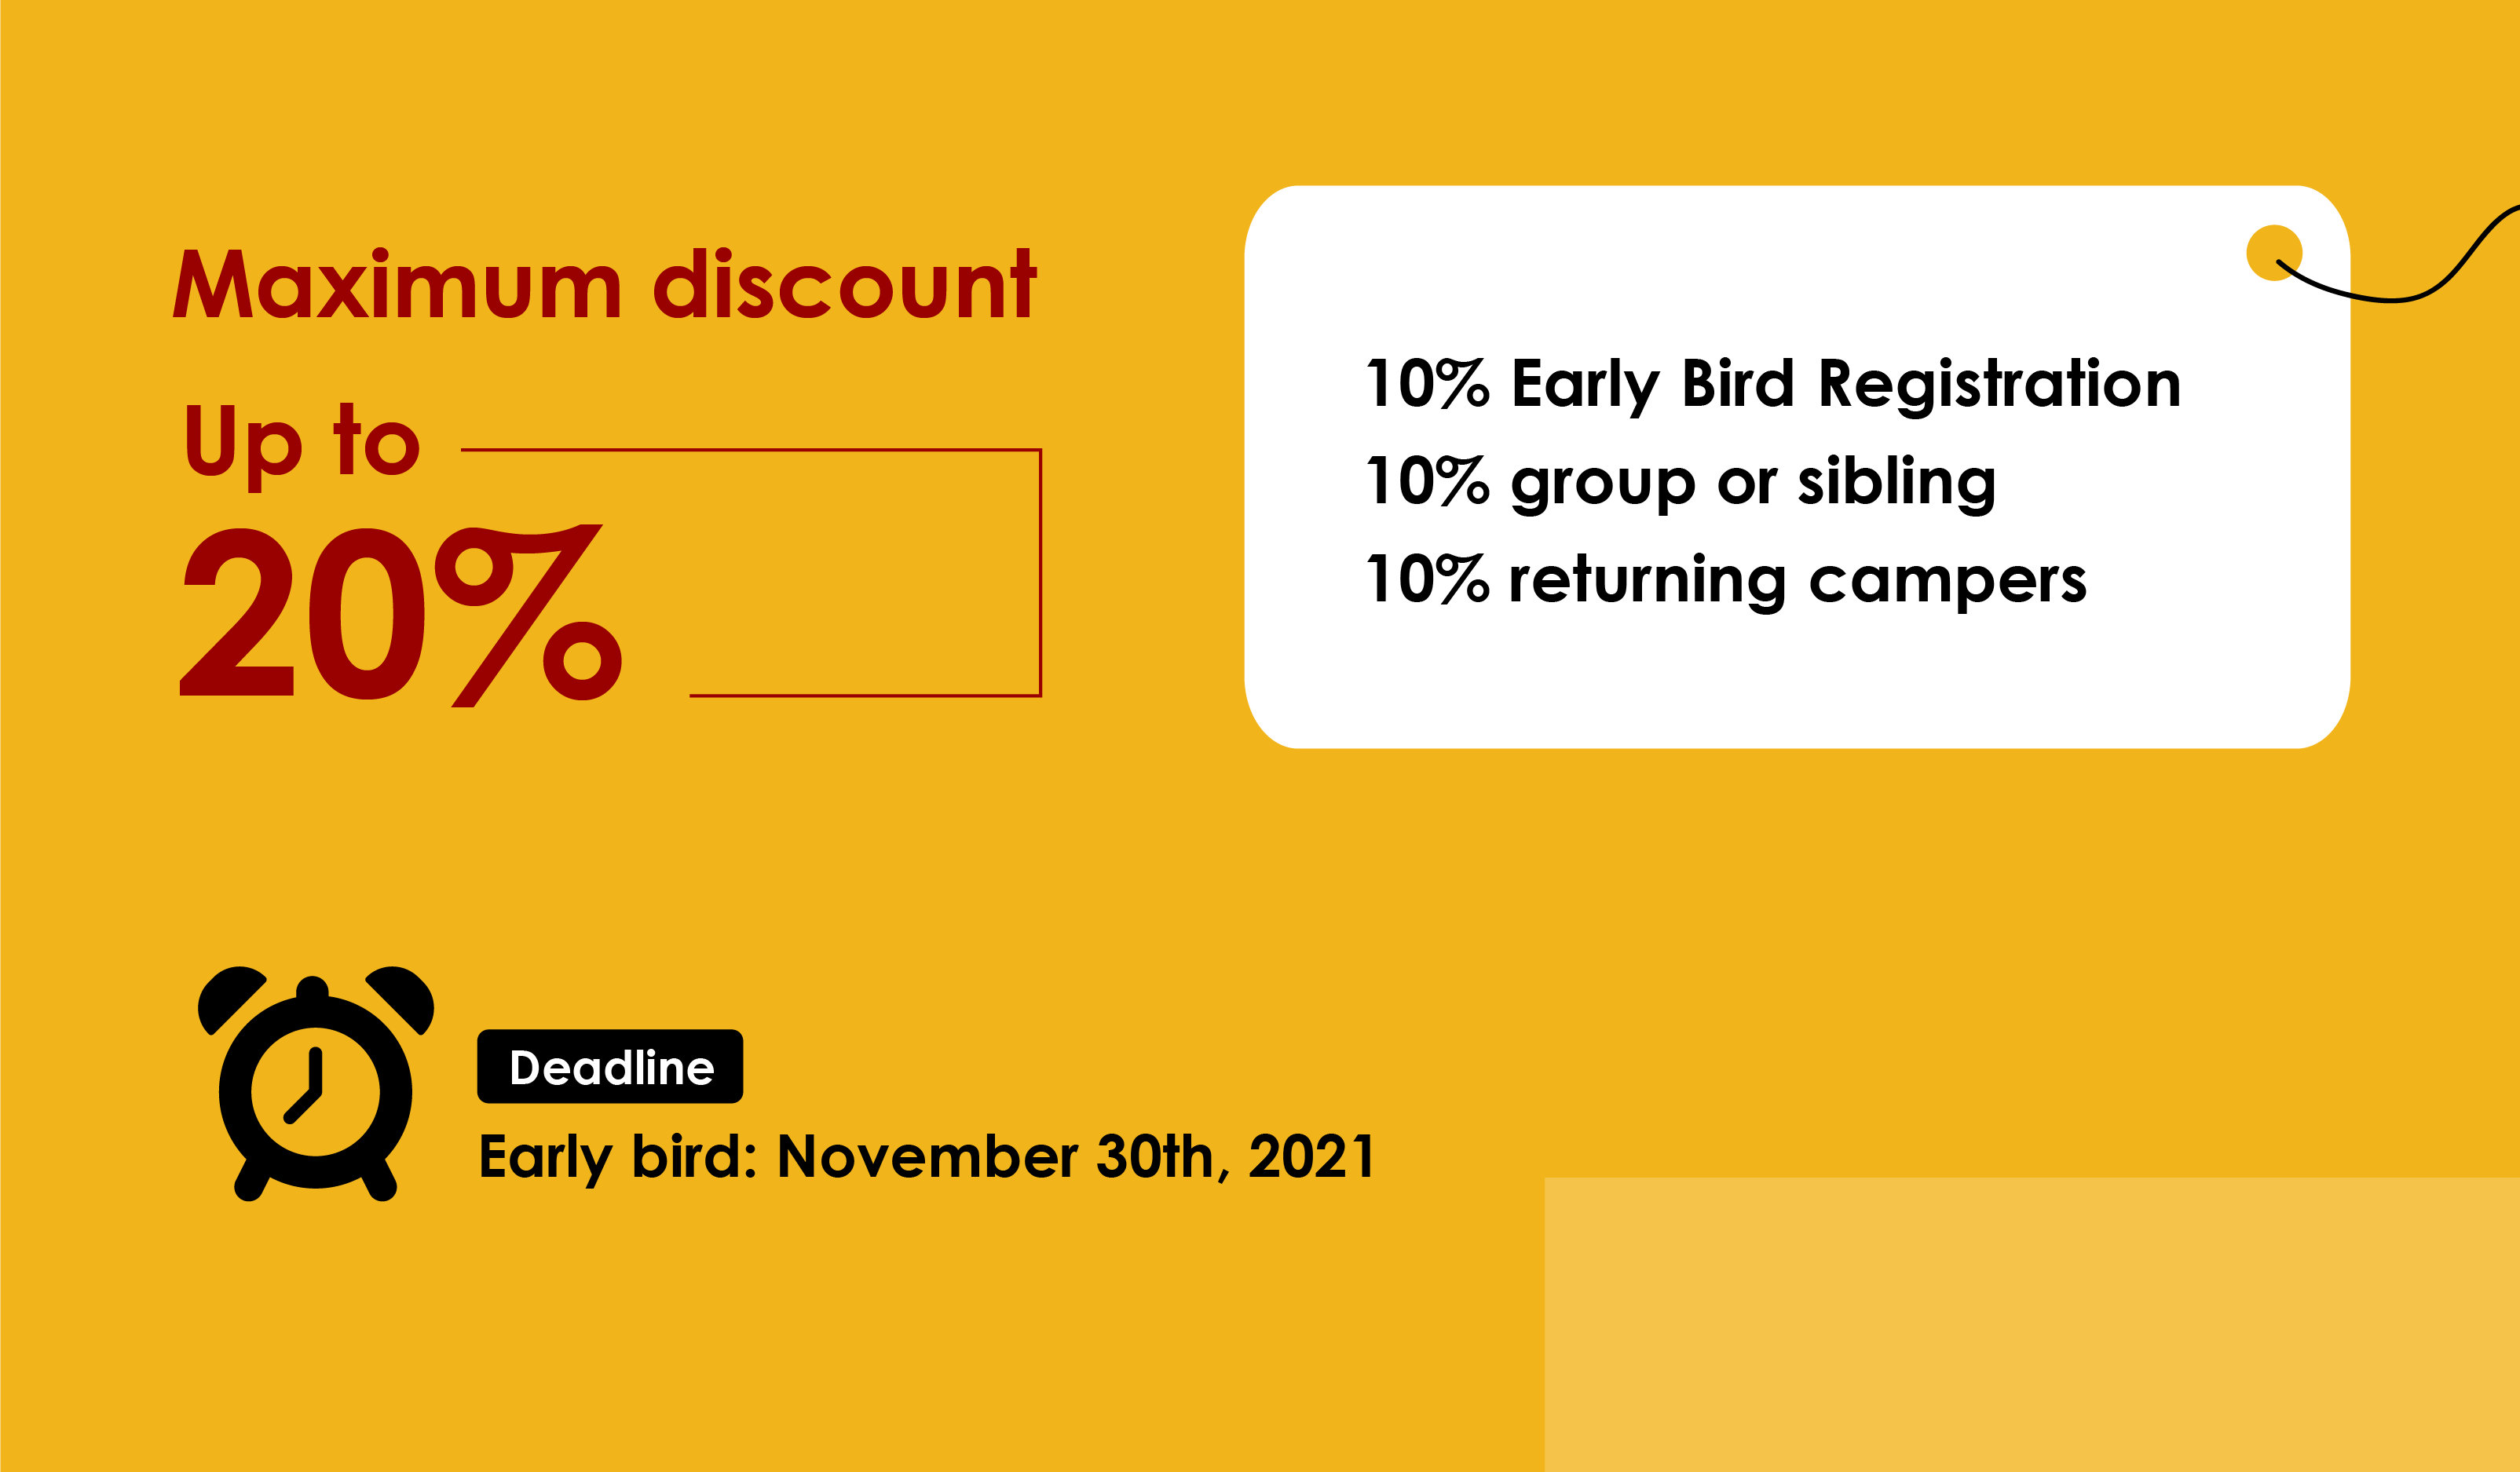 Maximum discount
Up to
20%
10% Early Bird Registration
10% group or sibling
10% returning campers
Deadline
Early bird: November 30th, 2021